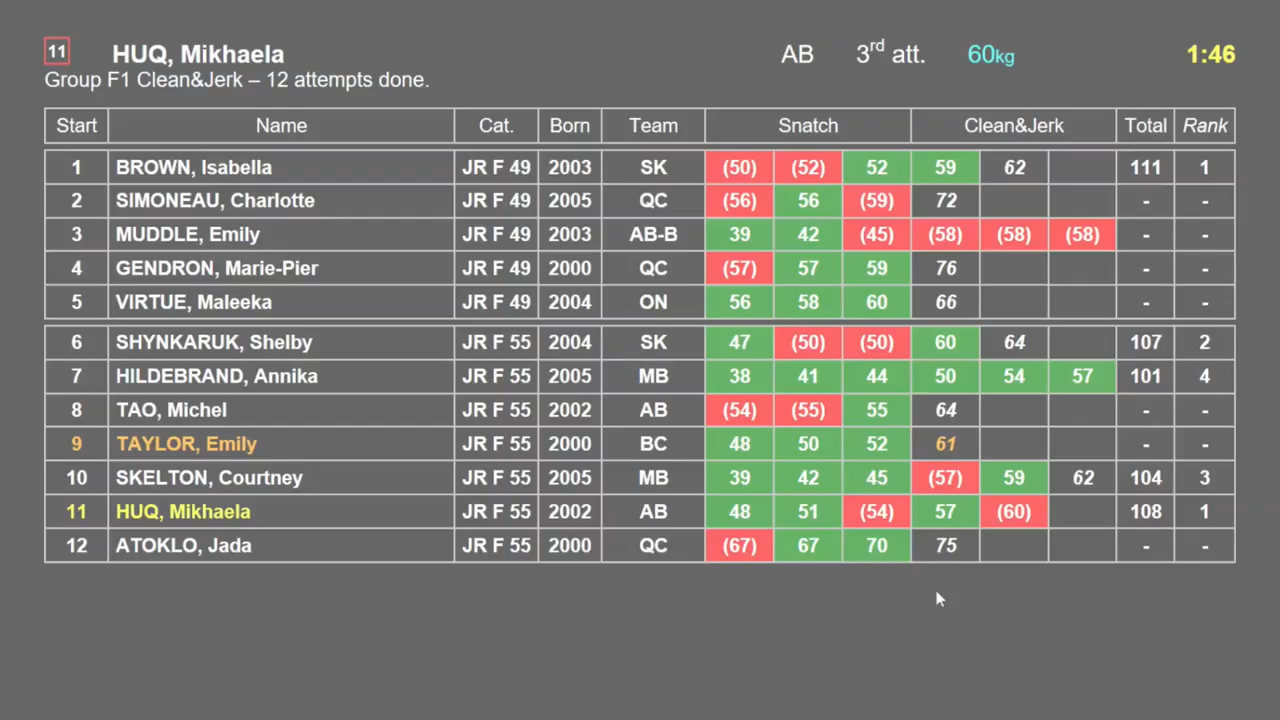 11 HUQ, Mikhaela AB 3rd att. 60kg 1:46
Group F1 Clean&Jerk – 12 attempts done.
Start Name Cat. Born Team Snatch Clean&Jerk Total Rank
1 BROWN, Isabella JR F 49 2003 SK (50) (52) 52 59 62 111 1
2 SIMONEAU, Charlotte JR F 49 2005 QC (56) 56 (59) 72 - -
3 MUDDLE, Emily JR F 49 2003 AB-B 39 42 (45) (58) (58) (58) - -
4 GENDRON, Marie-Pier JR F 49 2000 QC (57) 57 59 76 - -
5 VIRTUE, Maleeka JR F 49 2004 ON 56 58 60 66 - -
6 SHYNKARUK, Shelby JR F 55 2004 SK 47 (50) (50) 60 64 107 2
7 HILDEBRAND, Annika JR F 55 2005 MB 38 41 44 50 54 57 101 4
8 TAO, Michel JR F 55 2002 AB (54) (55) 55 64 - -
9 TAYLOR, Emily JR F 55 2000 BC 48 50 52 61 - -
10 SKELTON, Courtney JR F 55 2005 MB 39 42 45 (57) 59 62 104 3
11 HUQ, Mikhaela JR F 55 2002 AB 48 51 (54) 57 (60) 108 1
12 ATOKLO, Jada JR F 55 2000 QC (67) 67 70 75 - -